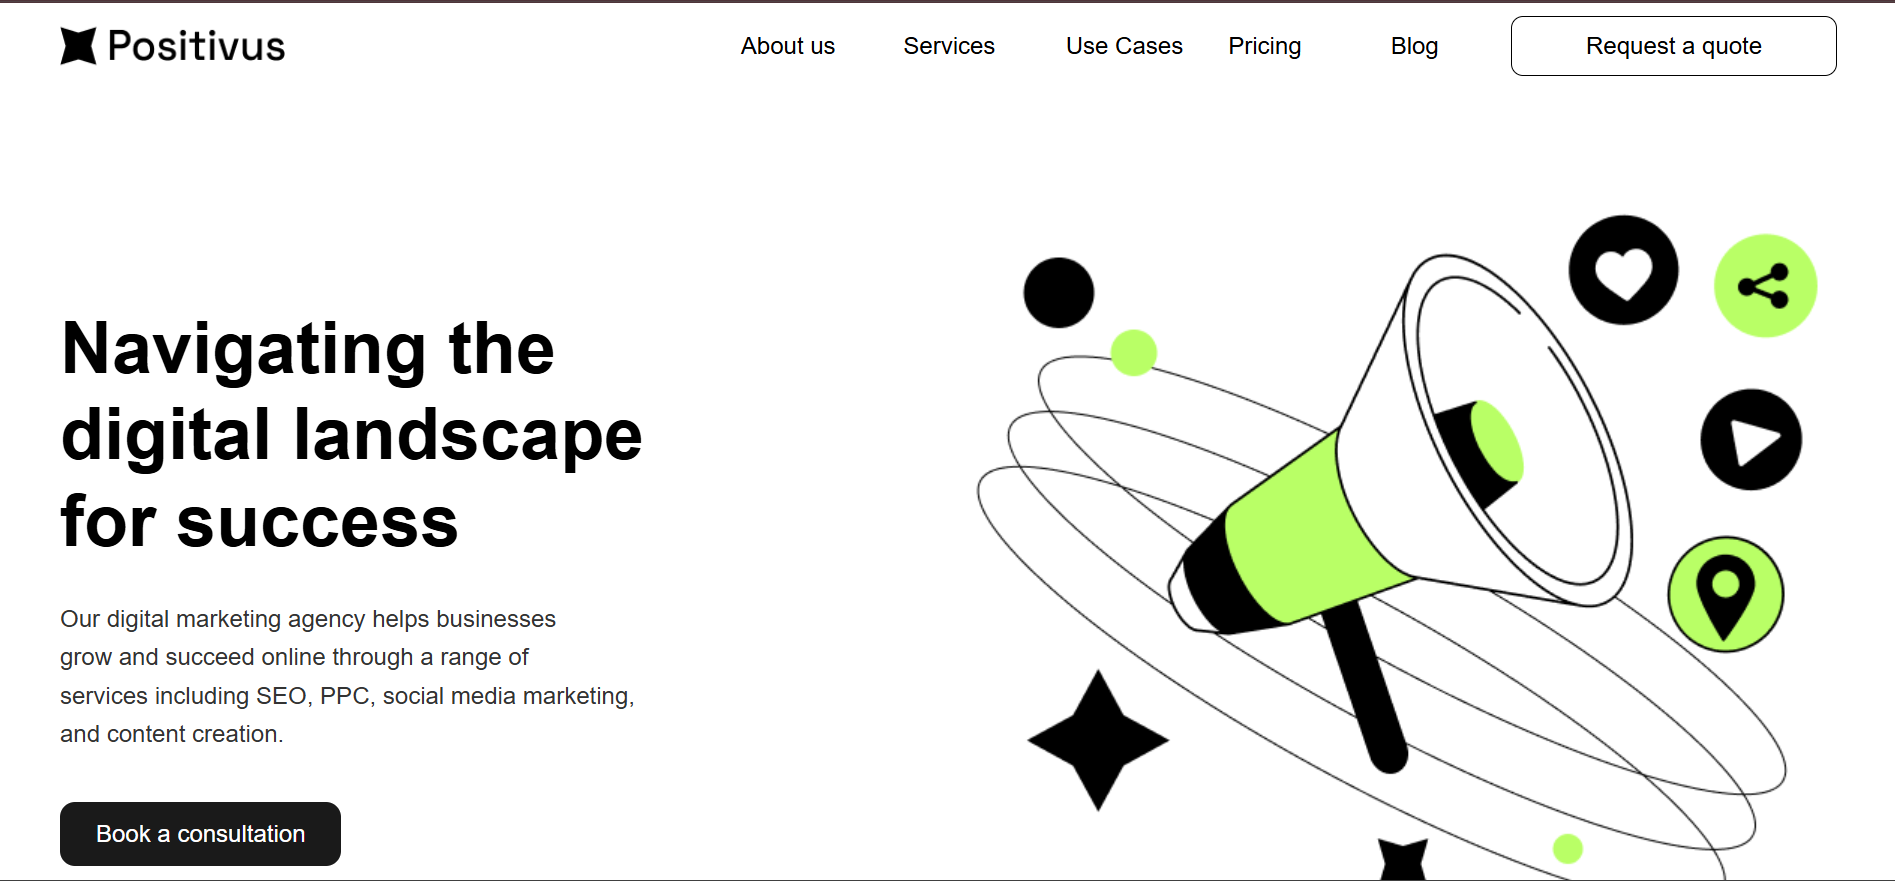 Positivus
About us Services Use Cases Pricing Blog Request a quote
Navigating the
digital landscape
for success
Our digital marketing agency helps businesses
grow and succeed online through a range of
services including SEO, PPC, social media marketing,
and content creation.
Book a consultation